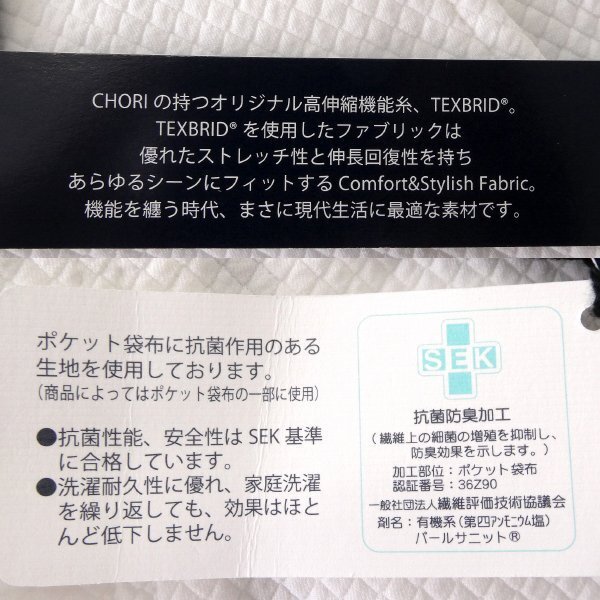 CHORI の持つオリジナル高伸縮機能糸、TEXBRID®。
TEXBRID® を使用したファブリックは
優れたストレッチ性と伸長回復性を持ち
あらゆるシーンにフィットする Comfort&Stylish Fabric。
機能を纏う時代、まさに現代生活に最適な素材です。
ポケット袋布に抗菌作用のある
生地を使用しております。
(商品によってはポケット袋布の一部に使用)
●抗菌性能、安全性は SEK 基準
に合格しています。
●洗濯耐久性に優れ、家庭洗濯
を繰り返しても、効果はほと
んど低下しません。
SEK
抗菌防臭加工
(繊維上の細菌の増殖を抑制し、
防臭効果を示します。)
加工部位:ポケット袋布
認証番号:36Z90
一般社団法人繊維評価技術協議会
剤名:有機系(第四アンモニウム塩)
パールサニット®